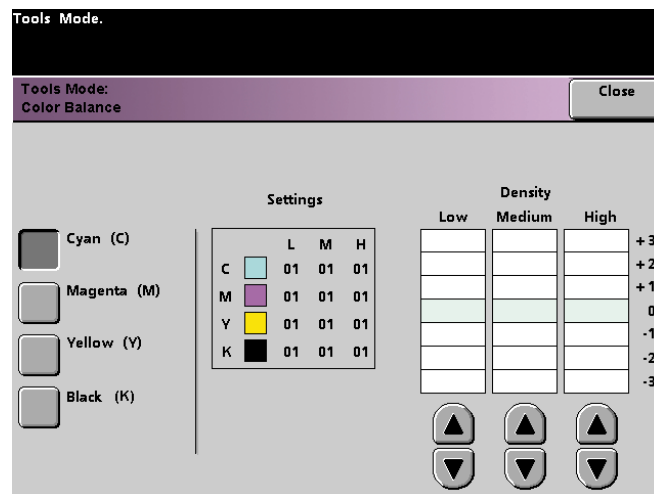 Tools Mode.
Tools Mode:
Color Balance
Close
Cyan (C)
Magenta (M)
Yellow (Y)
Black (K)
Settings
L M H
C 01 01 01
M 01 01 01
Y 01 01 01
K 01 01 01
Density
Low Medium High
+3
+2
+1
0
-1
-2
-3